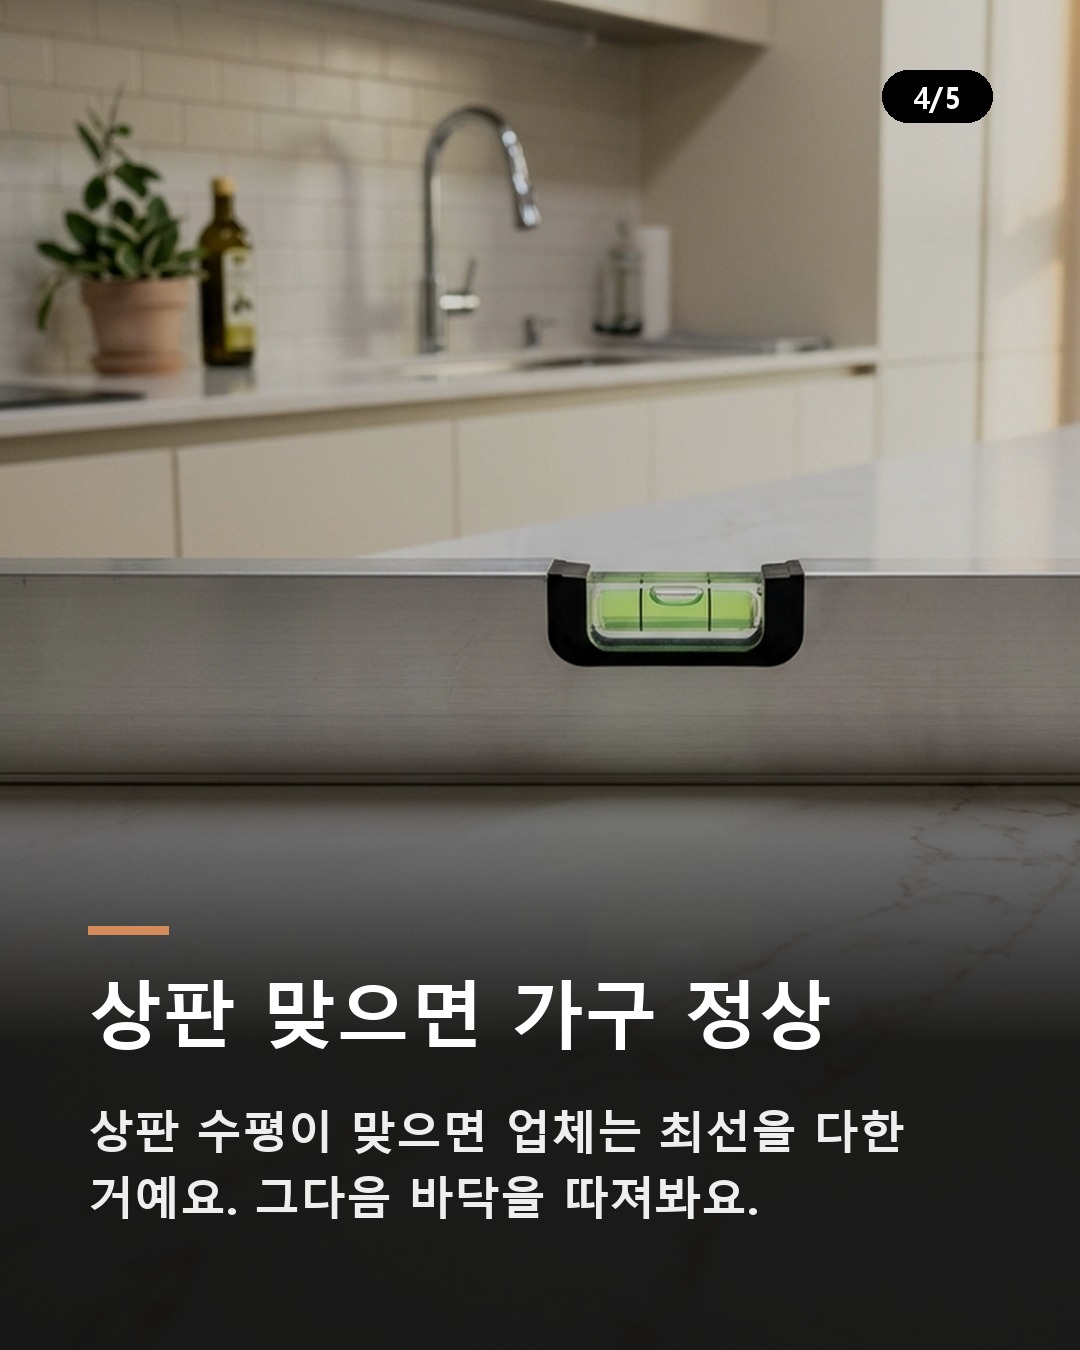 4/5
상판 맞으면 가구 정상
상판 수평이 맞으면 업체는 최선을 다한
거예요. 그다음 바닥을 따져봐요.